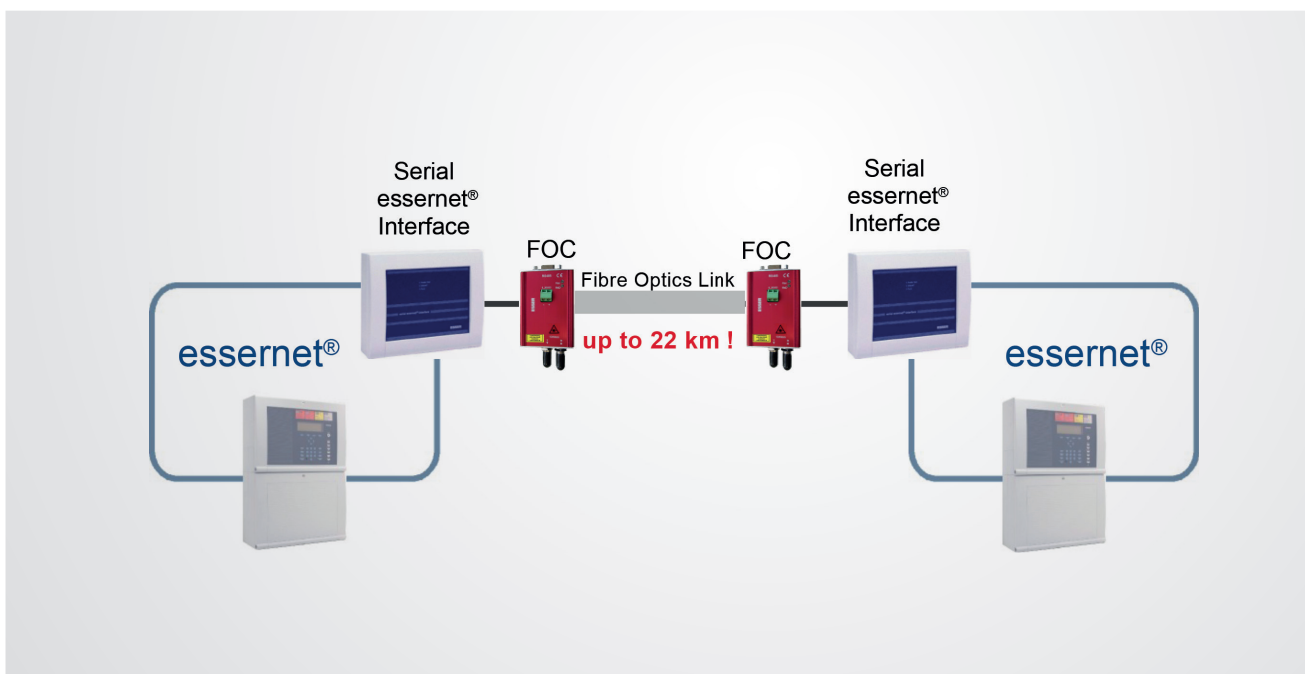 Serial
essernet®
Interface
Serial
essernet®
Interface
FOC
FOC
Fibre Optics Link
up to 22 km !
essernet®
essernet®